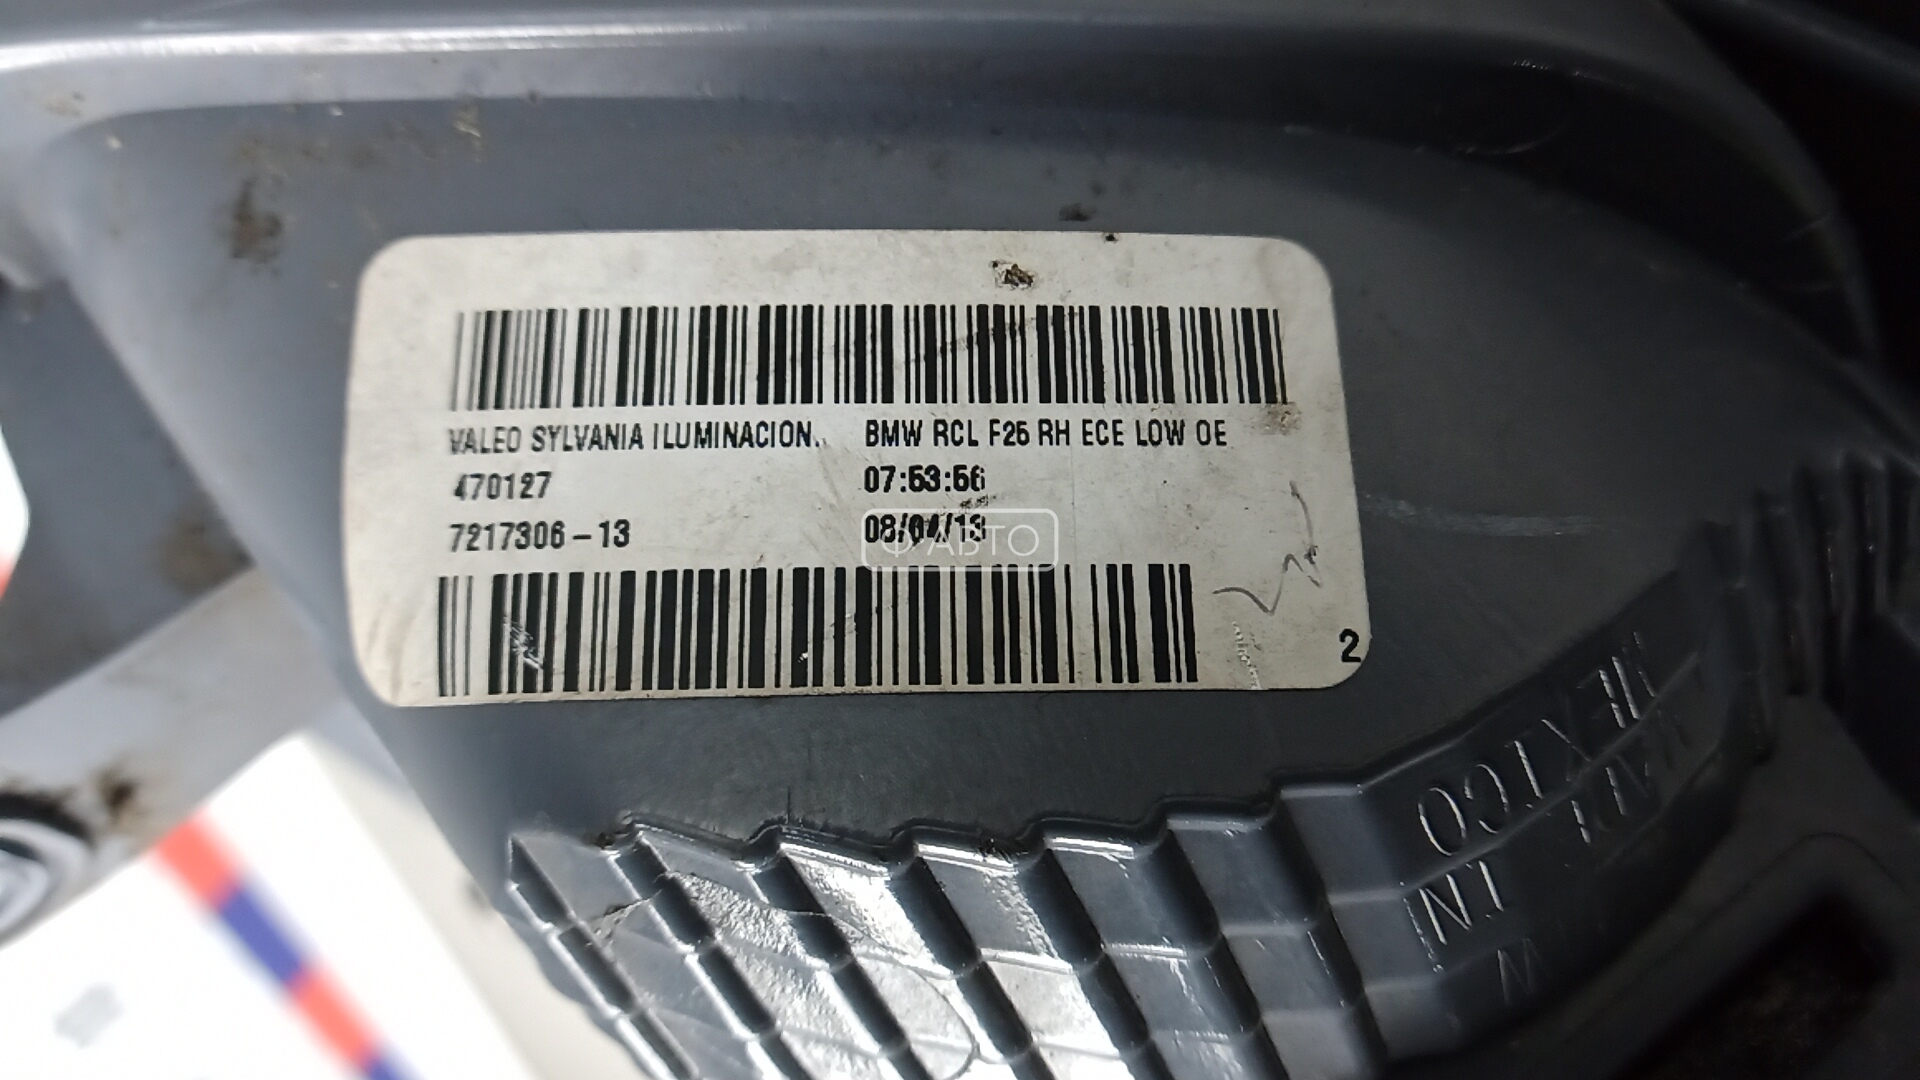 VALEO SYLVANIA ILUMINACION. BMW RCL F25 RH ECE LOW OE
470127 07:53:56
7217306-13 08/04/13
Ф АВТО
2
MEXICO
IN